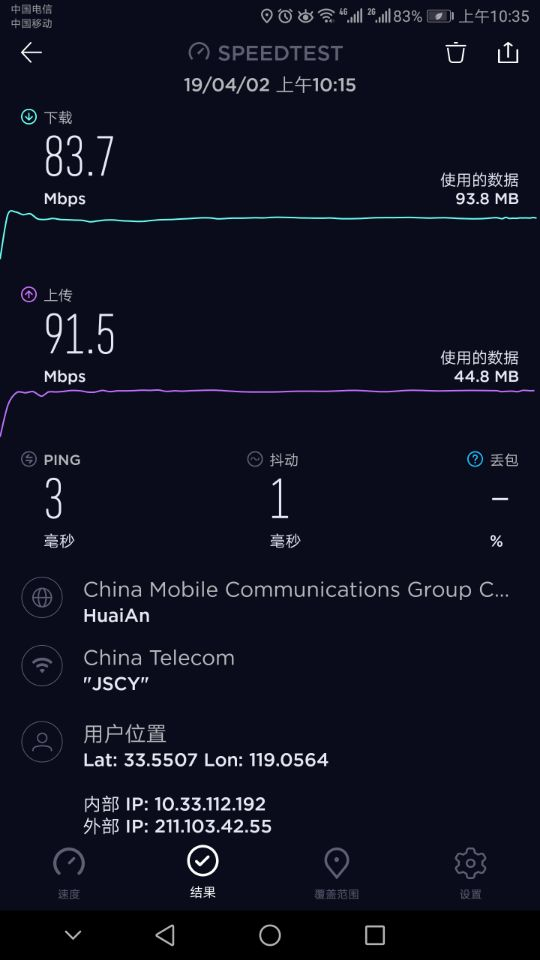 中国电信
中国移动
4G 2G 83% 上午10:35
SPEEDTEST
19/04/02 上午10:15
下载
83.7
Mbps
使用的数据
93.8 MB
上传
91.5
Mbps
使用的数据
44.8 MB
PING 抖动 丢包
3 1 –
毫秒 毫秒 %
China Mobile Communications Group C...
HuaiAn
China Telecom
"JSCY"
用户位置
Lat: 33.5507 Lon: 119.0564
内部 IP: 10.33.112.192
外部 IP: 211.103.42.55
速度 结果 覆盖范围 设置